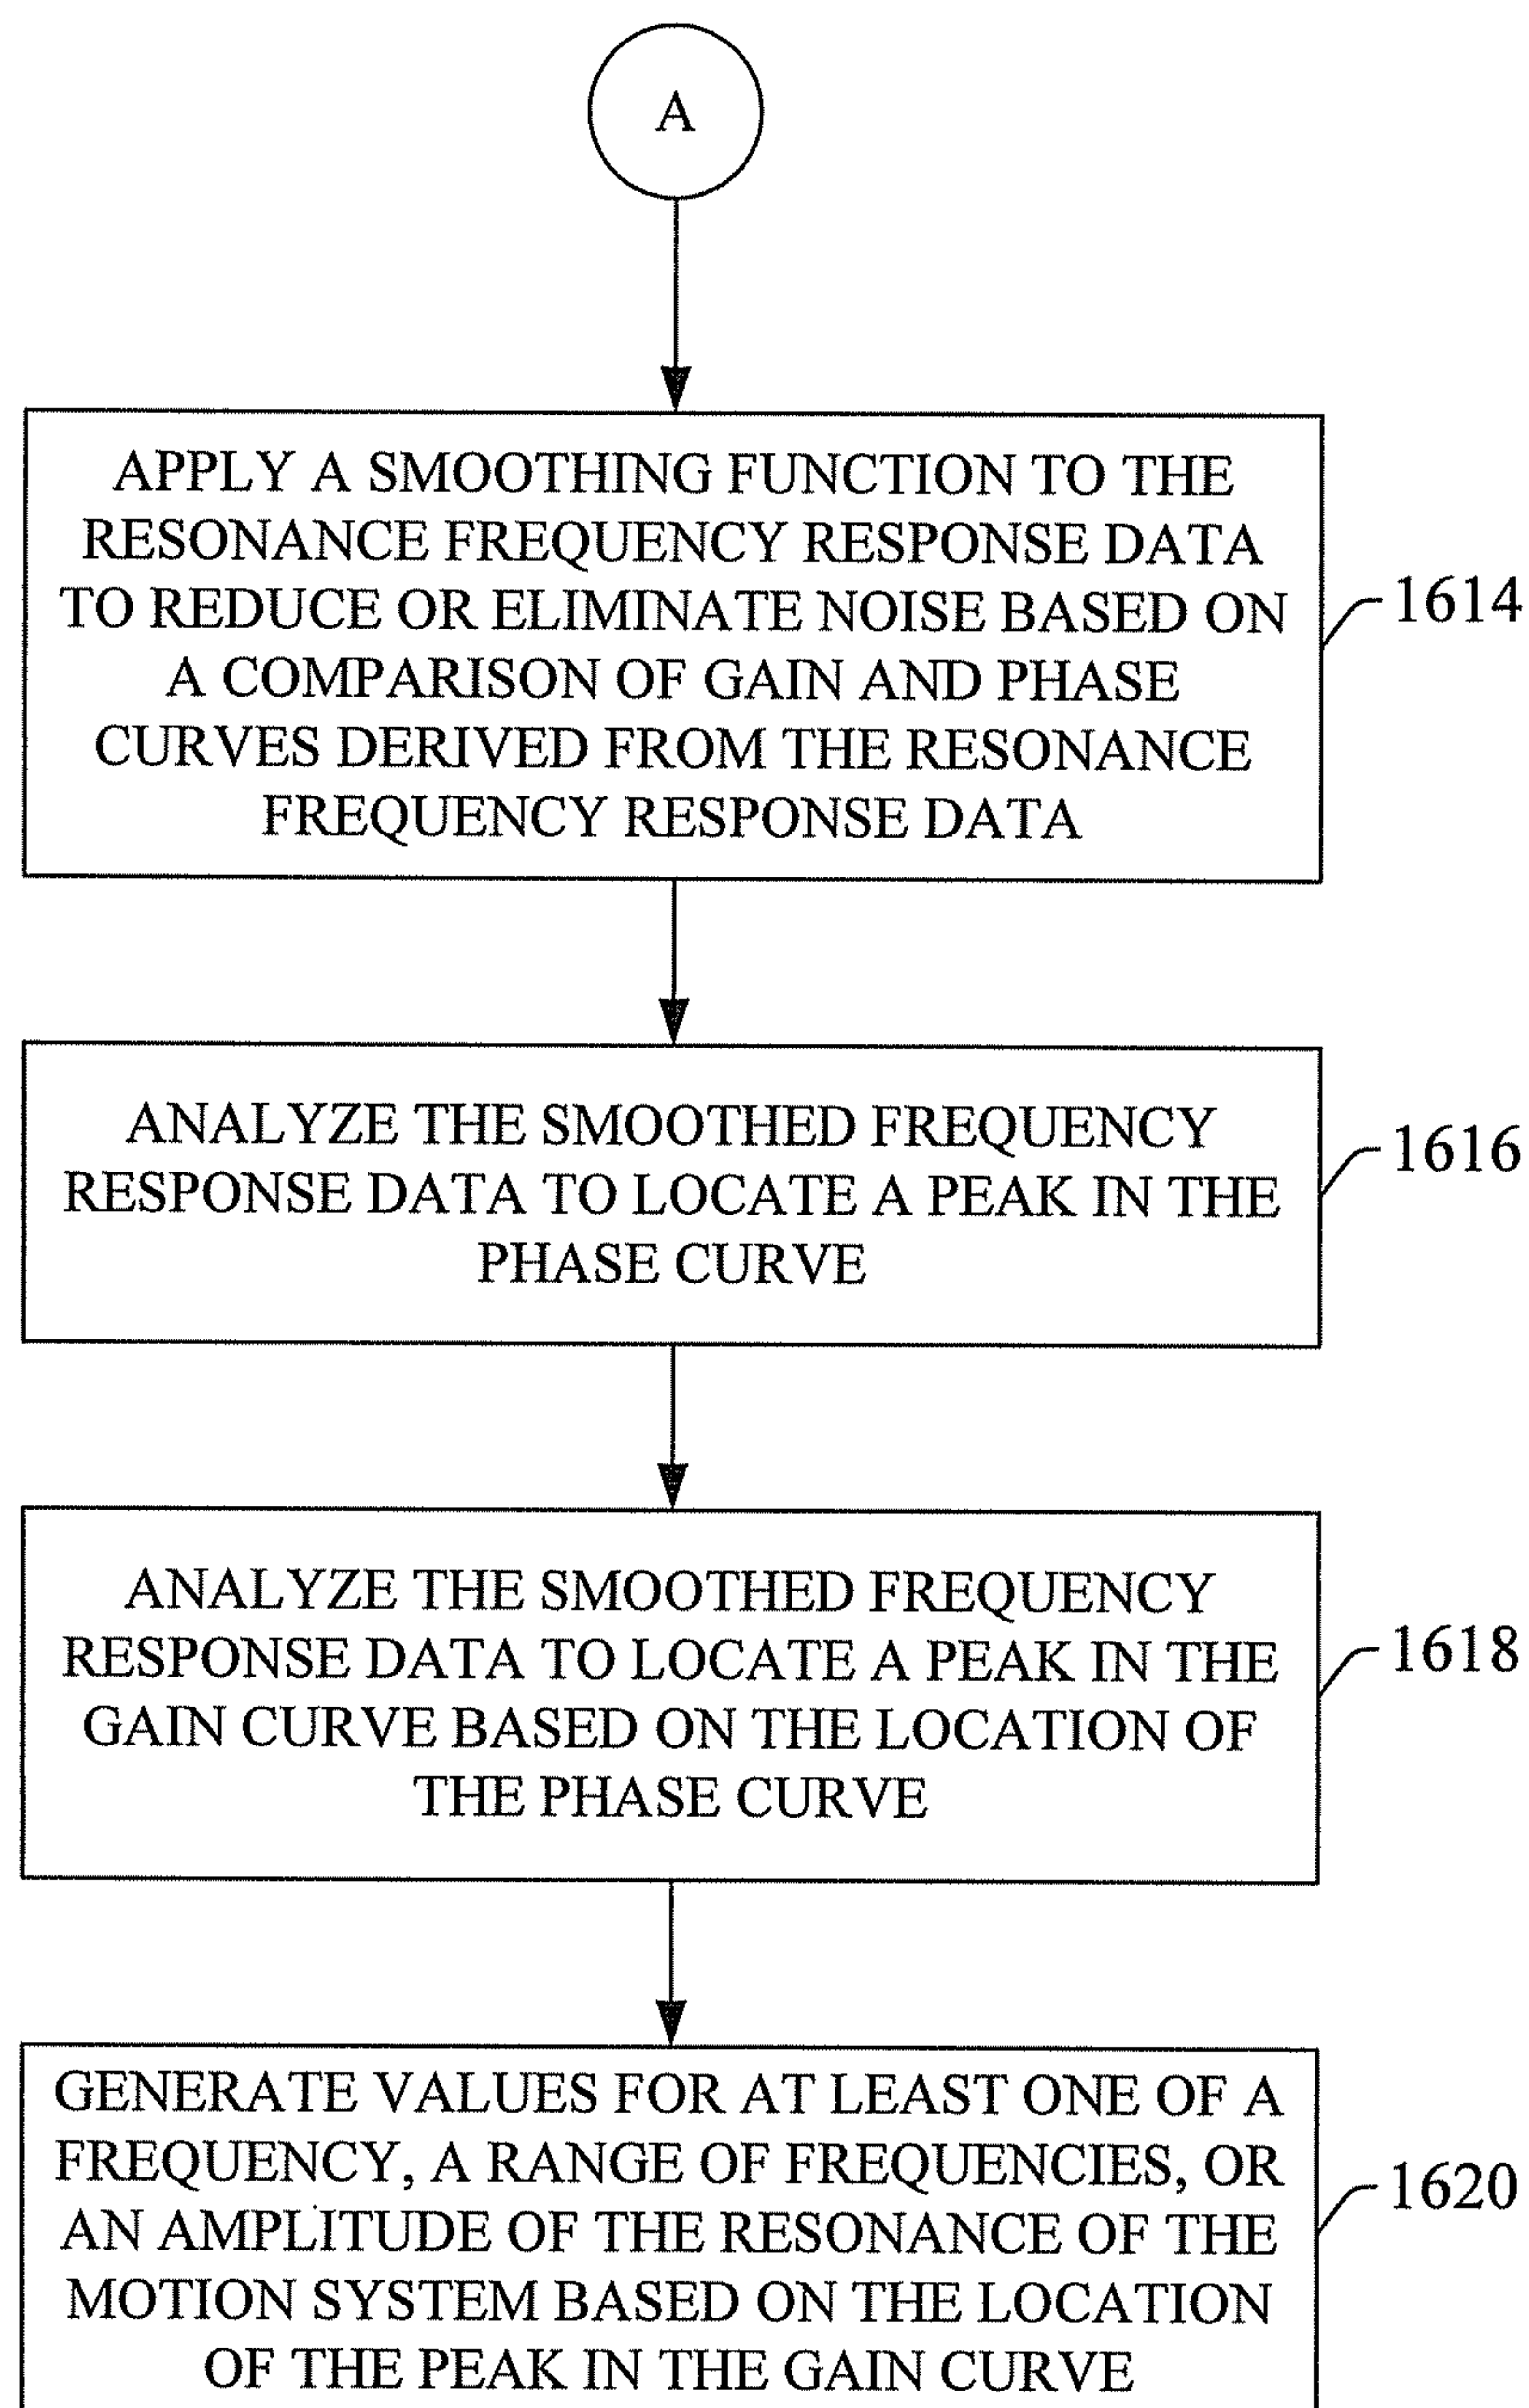 A
APPLY A SMOOTHING FUNCTION TO THE
RESONANCE FREQUENCY RESPONSE DATA
TO REDUCE OR ELIMINATE NOISE BASED ON
A COMPARISON OF GAIN AND PHASE
CURVES DERIVED FROM THE RESONANCE
FREQUENCY RESPONSE DATA
1614
ANALYZE THE SMOOTHED FREQUENCY
RESPONSE DATA TO LOCATE A PEAK IN THE
PHASE CURVE
1616
ANALYZE THE SMOOTHED FREQUENCY
RESPONSE DATA TO LOCATE A PEAK IN THE
GAIN CURVE BASED ON THE LOCATION OF
THE PHASE CURVE
1618
GENERATE VALUES FOR AT LEAST ONE OF A
FREQUENCY, A RANGE OF FREQUENCIES, OR
AN AMPLITUDE OF THE RESONANCE OF THE
MOTION SYSTEM BASED ON THE LOCATION
OF THE PEAK IN THE GAIN CURVE
1620